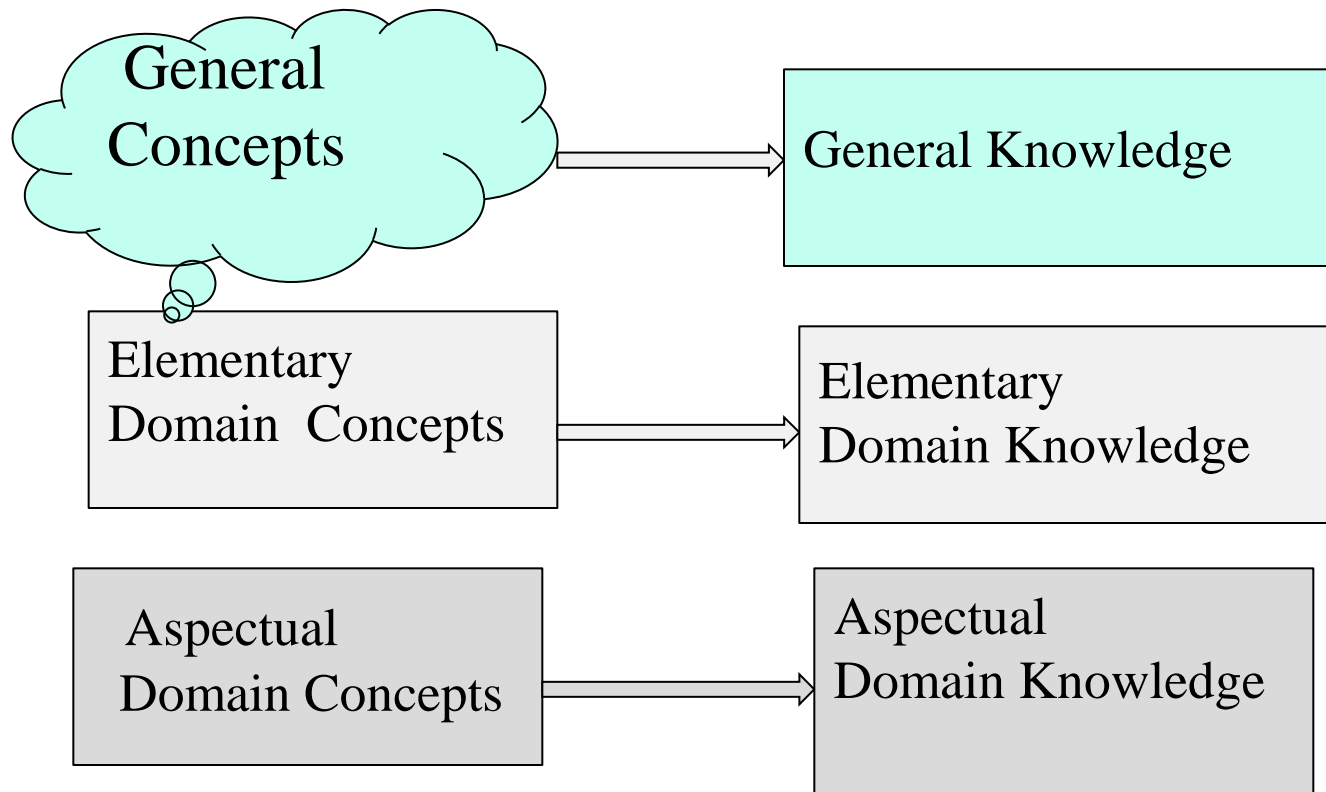 General
Concepts
General Knowledge
Elementary
Domain  Concepts
Elementary
Domain Knowledge
Aspectual
Domain Concepts
Aspectual
Domain Knowledge